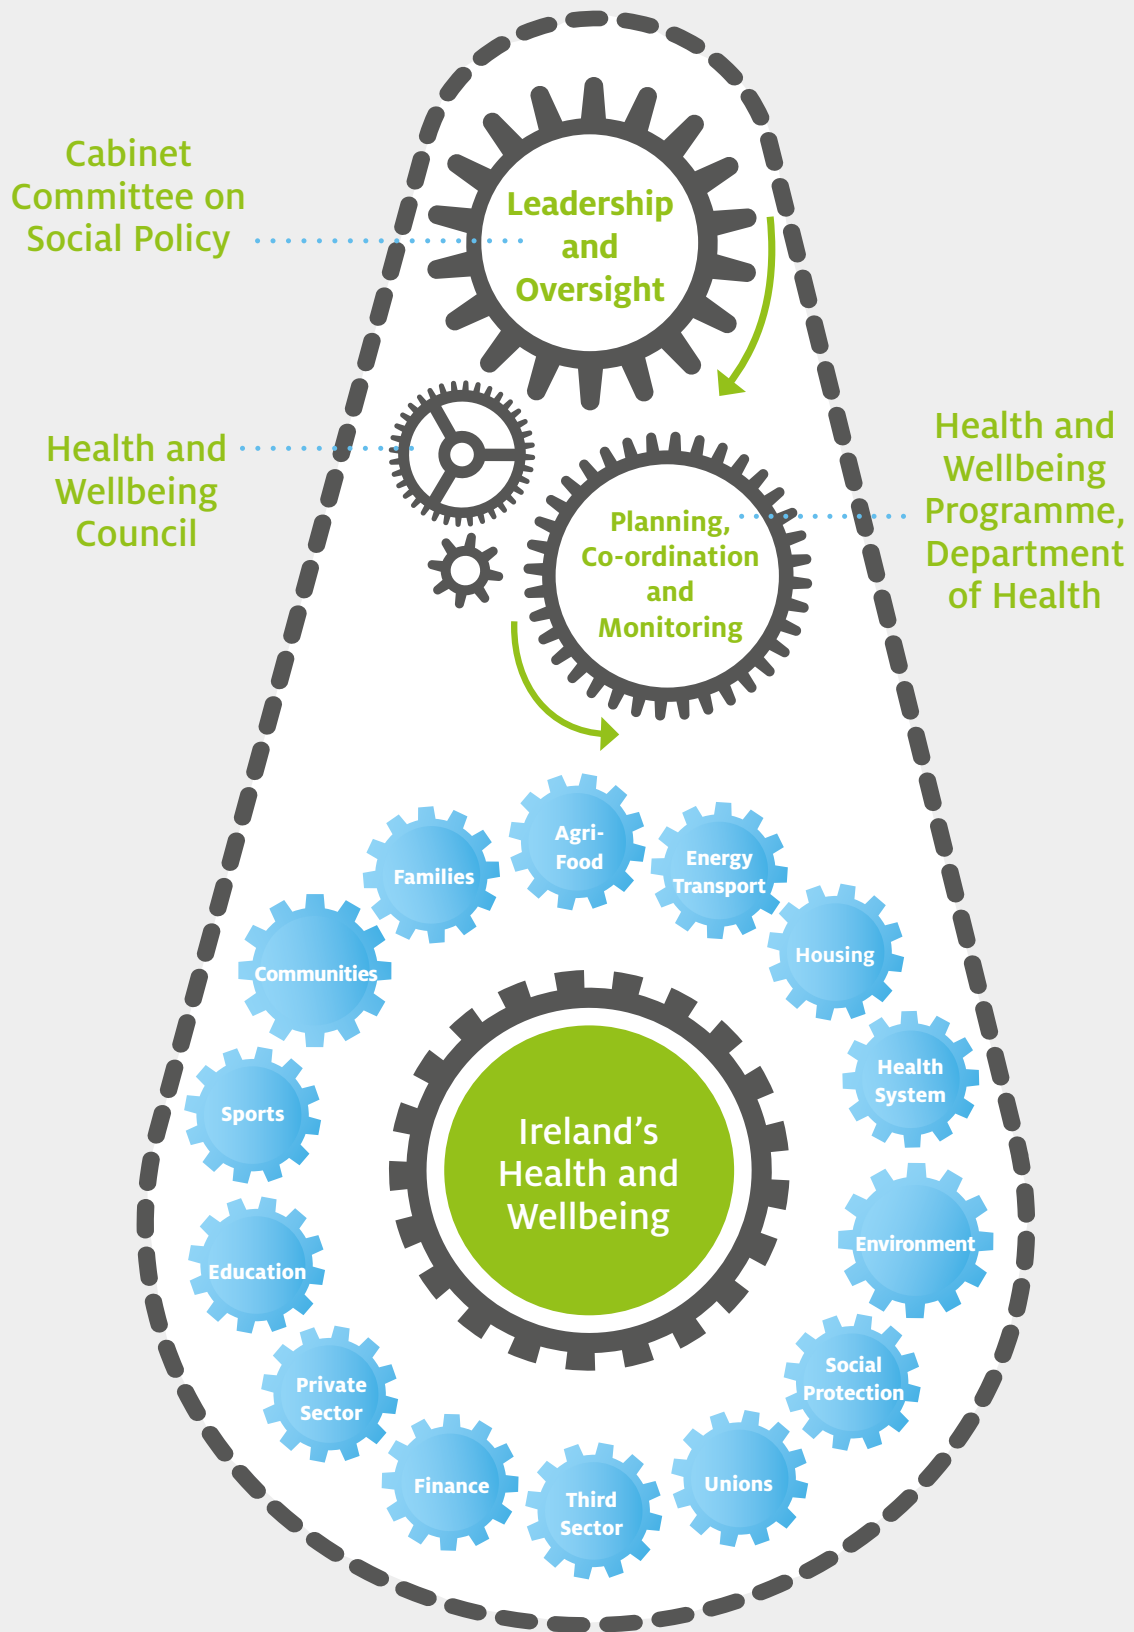 Cabinet
Committee on
Social Policy
Leadership
and
Oversight
Health and
Wellbeing
Council
Planning,
Co-ordination
and
Monitoring
Health and
Wellbeing
Programme,
Department
of Health
Agri-
Food
Energy
Transport
Families
Housing
Communities
Health
System
Sports
Ireland’s
Health and
Wellbeing
Environment
Education
Social
Protection
Private
Sector
Finance
Third
Sector
Unions